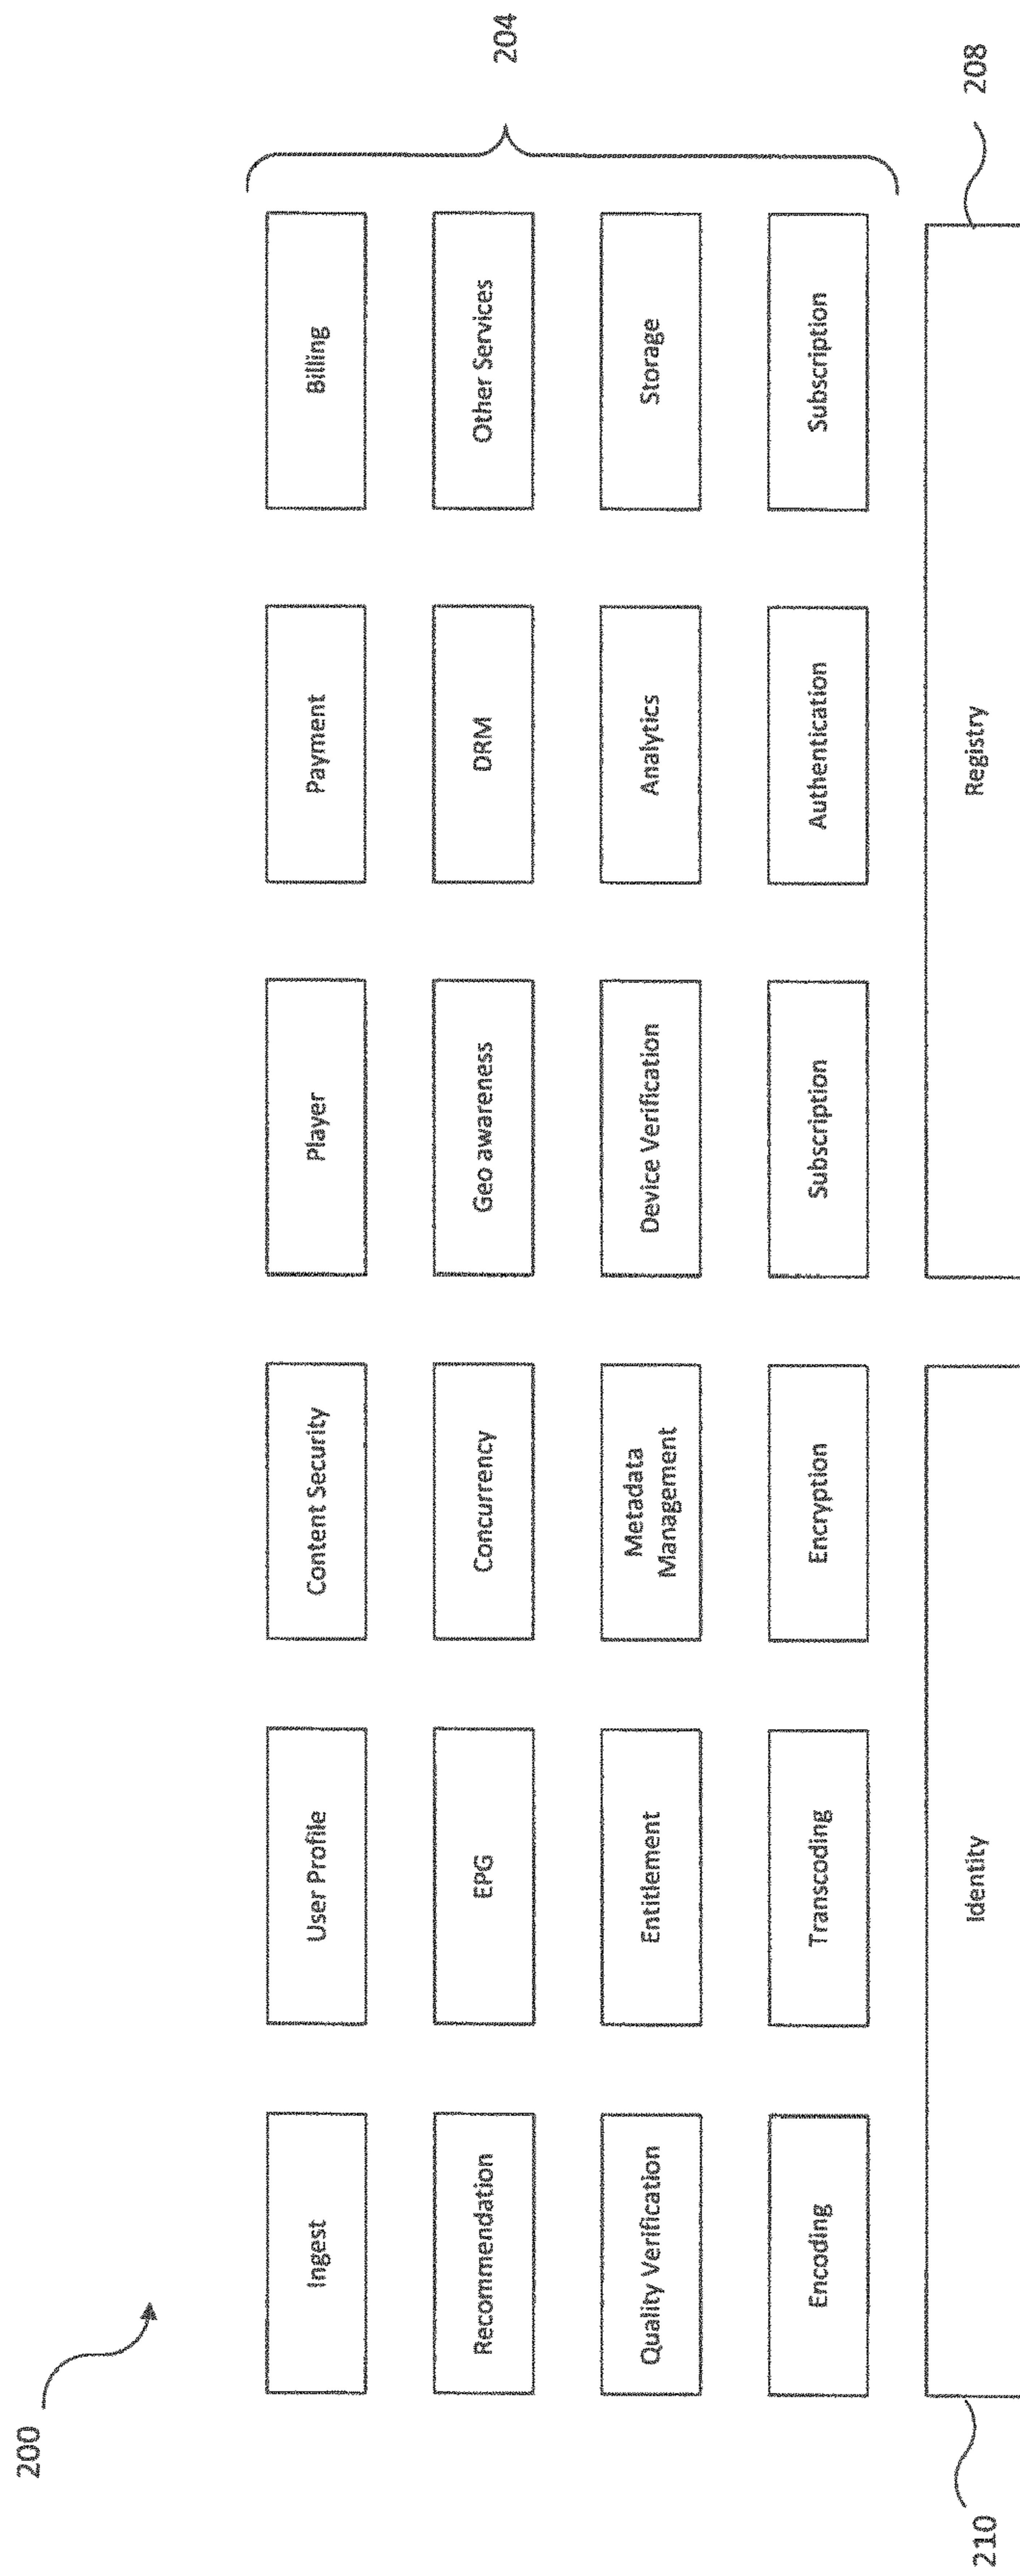 200
204
Ingest
User Profile
Content Security
Player
Payment
Billing
Recommendation
EPG
Concurrency
Geo awareness
DRM
Other Services
Quality Verification
Entitlement
Metadata
Management
Device Verification
Analytics
Storage
Encoding
Transcoding
Encryption
Subscription
Authentication
Subscription
210
Identity
Registry
208